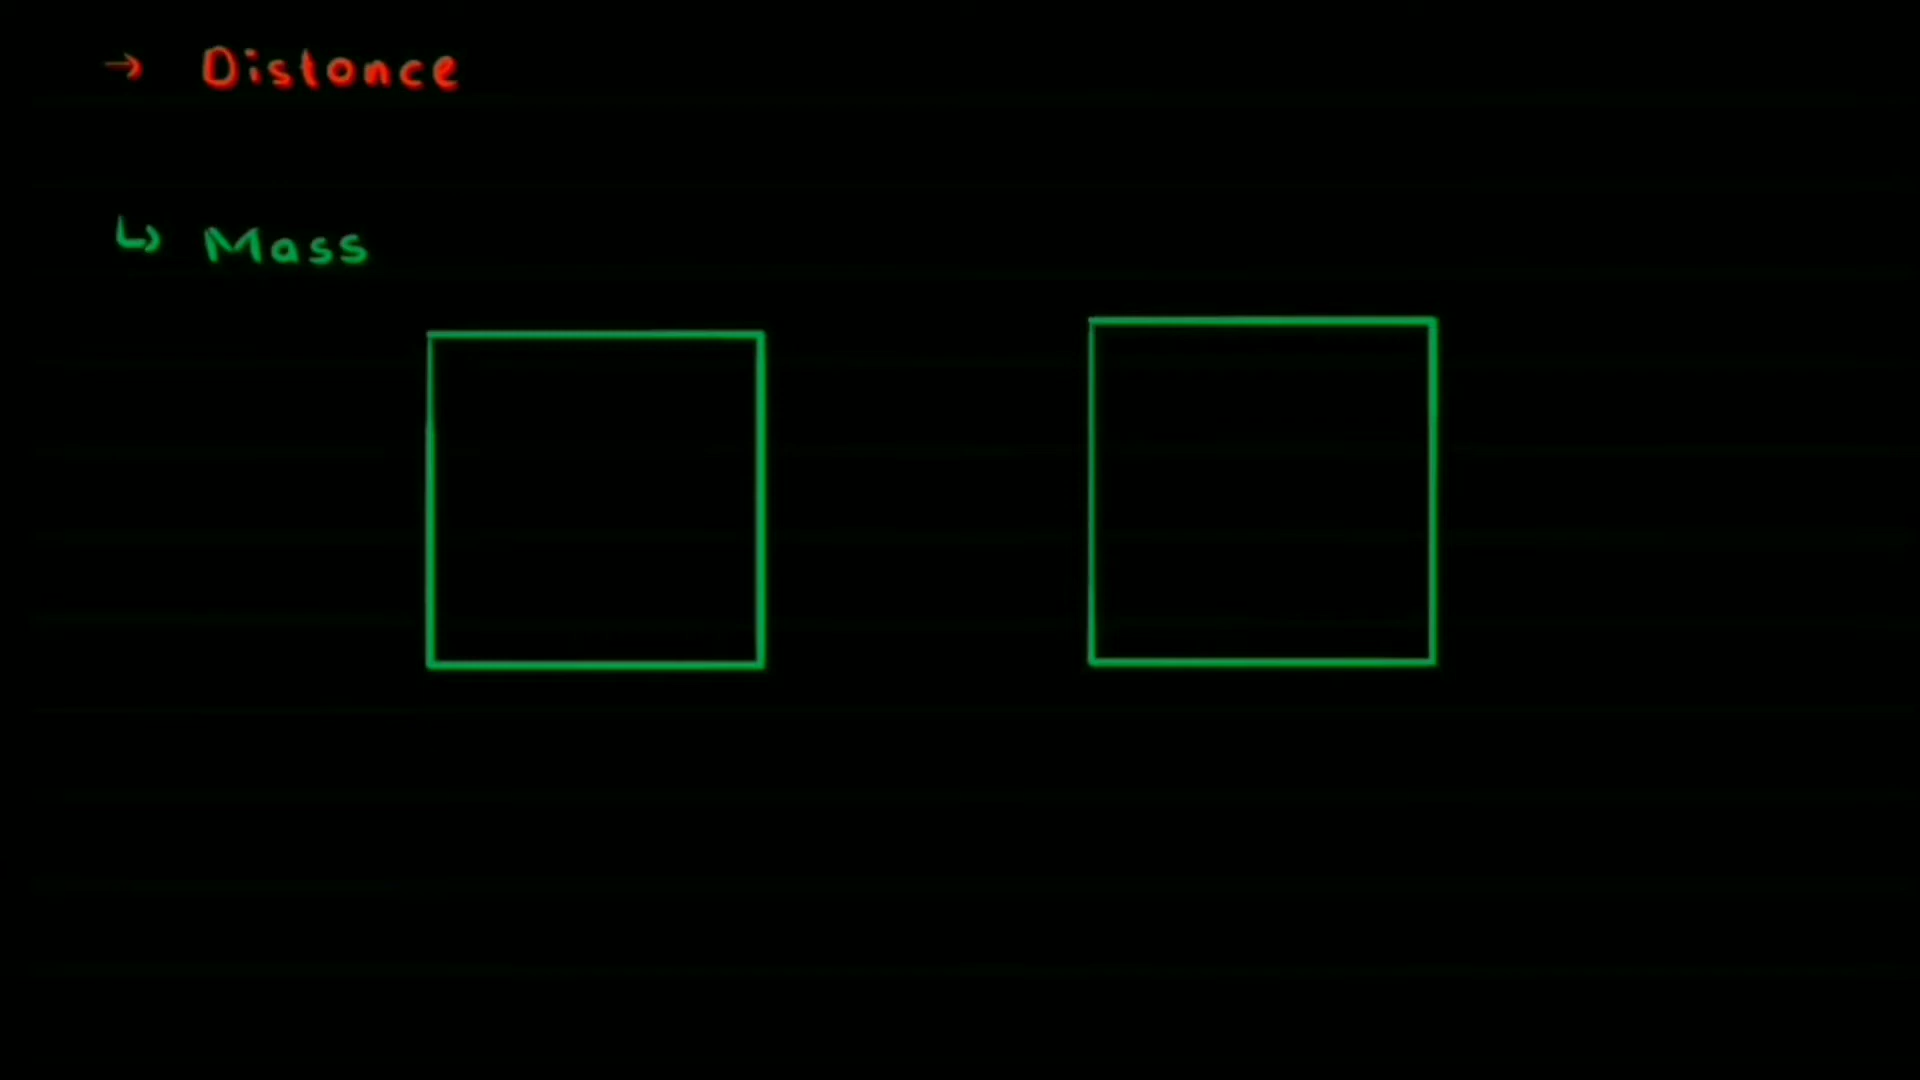 → Distance
↳ Mass